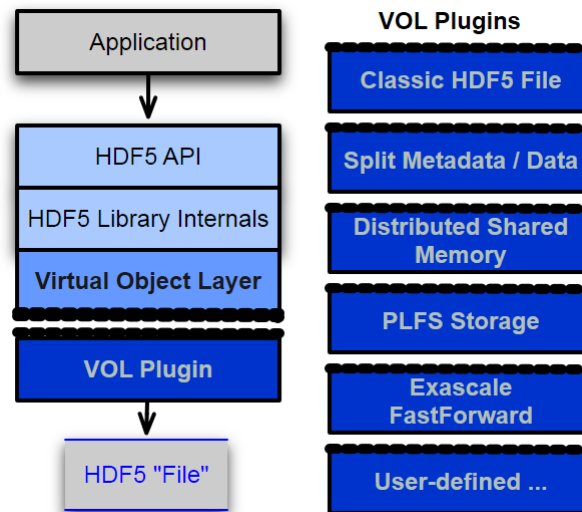 Application
HDF5 API
HDF5 Library Internals
Virtual Object Layer
VOL Plugin
HDF5 "File"
VOL Plugins
Classic HDF5 File
Split Metadata / Data
Distributed Shared
Memory
PLFS Storage
Exascale
FastForward
User-defined ...